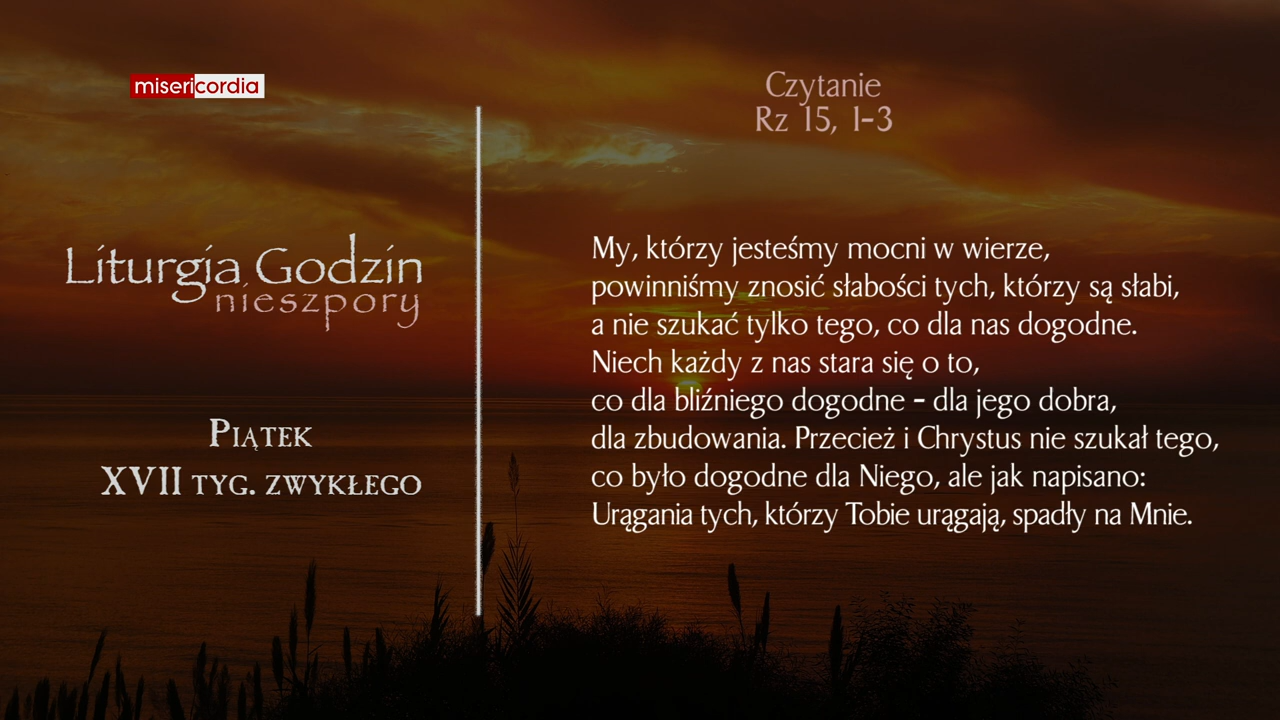 misericordia
Liturgia Godzin
nieszpory
Piątek
XVII tyg. zwykłego
Czytanie
Rz 15, 1-3
My, którzy jesteśmy mocni w wierze,
powinniśmy znosić słabości tych, którzy są słabi,
a nie szukać tylko tego, co dla nas dogodne.
Niech każdy z nas stara się o to,
co dla bliźniego dogodne - dla jego dobra,
dla zbudowania. Przecież i Chrystus nie szukał tego,
co było dogodne dla Niego, ale jak napisano:
Urągania tych, którzy Tobie urągają, spadły na Mnie.